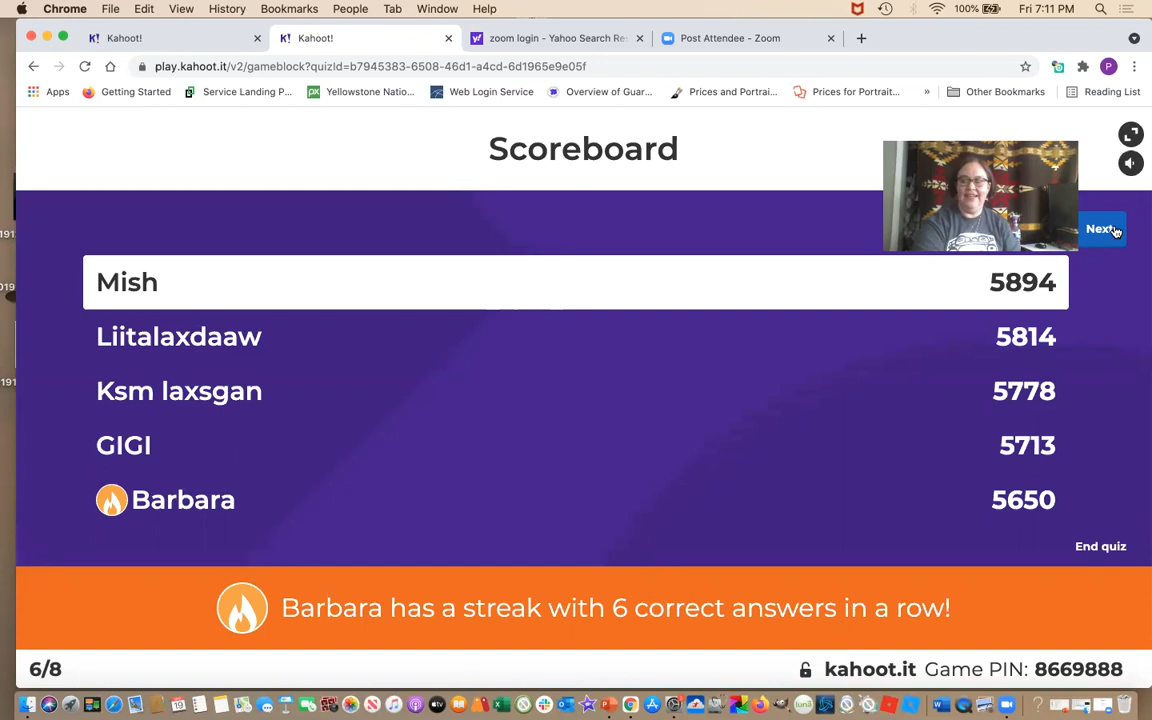 Chrome File Edit View History Bookmarks People Tab Window Help 100% Fri 7:11 PM
K! Kahoot! K! Kahoot! zoom login - Yahoo Search Re Post Attendee - Zoom
play.kahoot.it/v2/gameblock?quizId=b7945383-6508-46d1-a4cd-6d1965e9e05f P
Apps Getting Started Service Landing P... Yellowstone Natio... Web Login Service Overview of Guar... Prices and Portrai... Prices for Portrait... » Other Bookmarks Reading List
Scoreboard
Next
Mish 5894
Liitalaxdaaw 5814
Ksm laxsgan 5778
GIGI 5713
Barbara 5650
End quiz
Barbara has a streak with 6 correct answers in a row!
6/8 kahoot.it Game PIN: 8669888